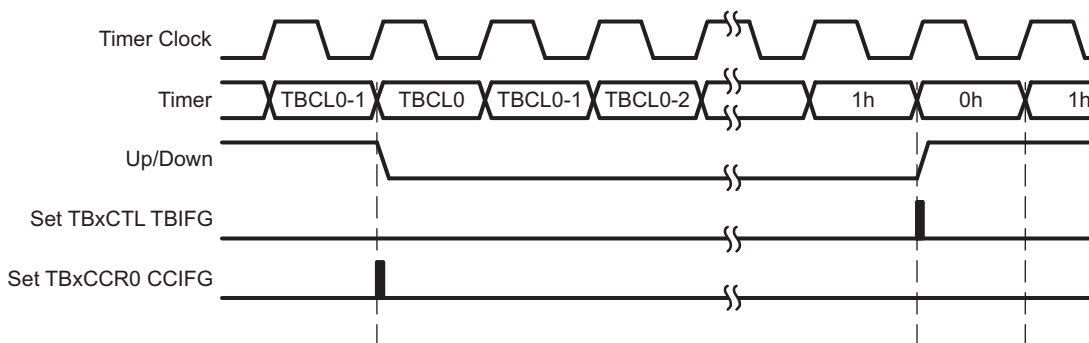 Timer Clock
Timer TBCL0-1 TBCL0 TBCL0-1 TBCL0-2 1h 0h 1h
Up/Down
Set TBxCTL TBIFG
Set TBxCCR0 CCIFG